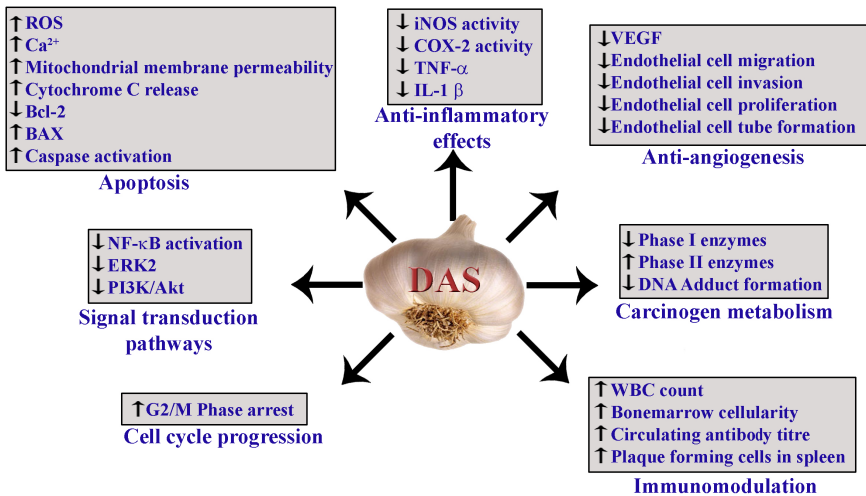 ↑ROS
↑Ca²⁺
↑Mitochondrial membrane permeability
↑Cytochrome C release
↓Bcl-2
↑BAX
↑Caspase activation
Apoptosis
↓ iNOS activity
↓ COX-2 activity
↓ TNF-α
↓ IL-1 β
Anti-inflammatory
effects
↓VEGF
↓Endothelial cell migration
↓Endothelial cell invasion
↓Endothelial cell proliferation
↓Endothelial cell tube formation
Anti-angiogenesis
↓NF-κB activation
↓ERK2
↓PI3K/Akt
Signal transduction
pathways
DAS
↓ Phase I enzymes
↑ Phase II enzymes
↓ DNA Adduct formation
Carcinogen metabolism
↑G2/M Phase arrest
Cell cycle progression
↑ WBC count
↑ Bonemarrow cellularity
↑ Circulating antibody titre
↑ Plaque forming cells in spleen
Immunomodulation